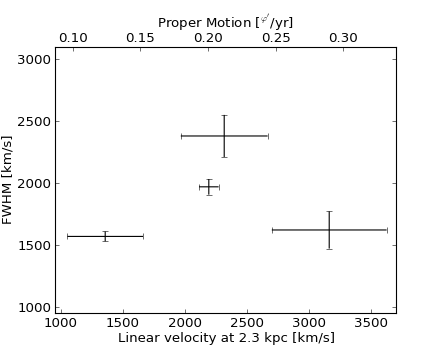 Proper Motion [″/yr]
0.10 0.15 0.20 0.25 0.30
3000
2500
2000
1500
1000
FWHM [km/s]
1000 1500 2000 2500 3000 3500
Linear velocity at 2.3 kpc [km/s]